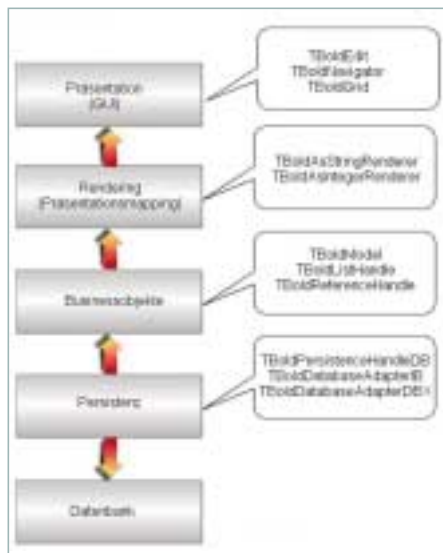 Präsentation
(GUI)
TBoldEdit
TBoldNavigator
TBoldGrid
Rendering
(Präsentationsmapping)
TBoldAsStringRenderer
TBoldAsIntegerRenderer
Businessobjekte
TBoldModel
TBoldListHandle
TBoldReferenceHandle
Persistenz
TBoldPersistenceHandleDB
TBoldDatabaseAdapterIB
Datenbank